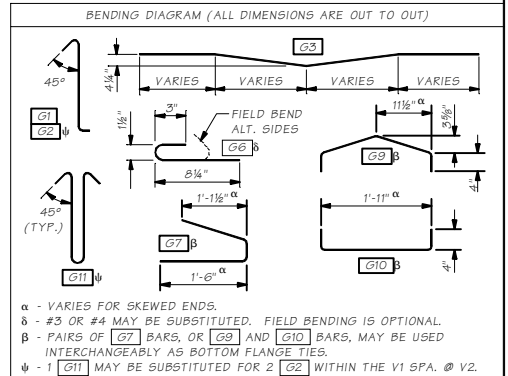 BENDING DIAGRAM (ALL DIMENSIONS ARE OUT TO OUT)
45°
G1
G2 ψ
4¼"
G3
VARIES
VARIES
VARIES
VARIES
3"
1½"
FIELD BEND
ALT. SIDES
G6 δ
8¼"
11½" α
3⅝"
G9 β
4"
45°
(TYP.)
G11 ψ
1'-1½" α
G7 β
1'-6" α
1'-11" α
4"
G10 β
α - VARIES FOR SKEWED ENDS.
δ - #3 OR #4 MAY BE SUBSTITUTED. FIELD BENDING IS OPTIONAL.
β - PAIRS OF G7 BARS, OR G9 AND G10 BARS, MAY BE USED
INTERCHANGEABLY AS BOTTOM FLANGE TIES.
ψ - 1 G11 MAY BE SUBSTITUTED FOR 2 G2 WITHIN THE V1 SPA. @ V2.